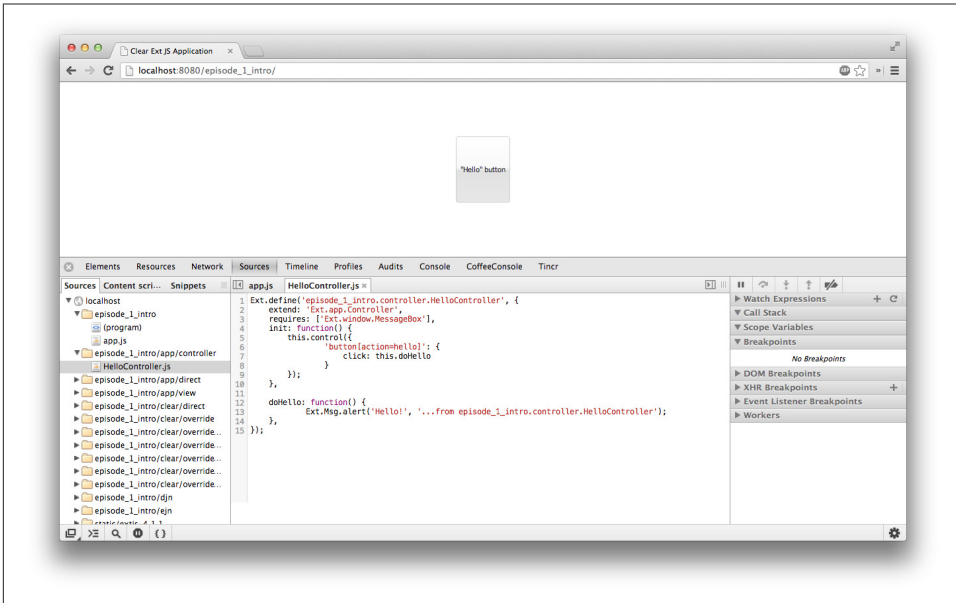 Clear Ext JS Application ×
localhost:8080/episode_1_intro/
ABP
"Hello" button
Elements Resources Network Sources Timeline Profiles Audits Console CoffeeConsole Tincr
Sources Content scri... Snippets
app.js HelloController.js ×
localhost
episode_1_intro
(program)
app.js
episode_1_intro/app/controller
HelloController.js
episode_1_intro/app/direct
episode_1_intro/app/view
episode_1_intro/clear/direct
episode_1_intro/clear/override
episode_1_intro/clear/override...
episode_1_intro/clear/override...
episode_1_intro/clear/override...
episode_1_intro/clear/override...
episode_1_intro/djn
episode_1_intro/ejn
static/extjs-4.1.1
1 Ext.define('episode_1_intro.controller.HelloController', {
2 extend: 'Ext.app.Controller',
3 requires: ['Ext.window.MessageBox'],
4 init: function() {
5 this.control({
6 'button[action=hello]': {
7 click: this.doHello
8 }
9 });
10 },
11
12 doHello: function() {
13 Ext.Msg.alert('Hello!', '...from episode_1_intro.controller.HelloController');
14 },
15 });
Watch Expressions + C
Call Stack
Scope Variables
Breakpoints
No Breakpoints
DOM Breakpoints
XHR Breakpoints +
Event Listener Breakpoints
Workers
{}